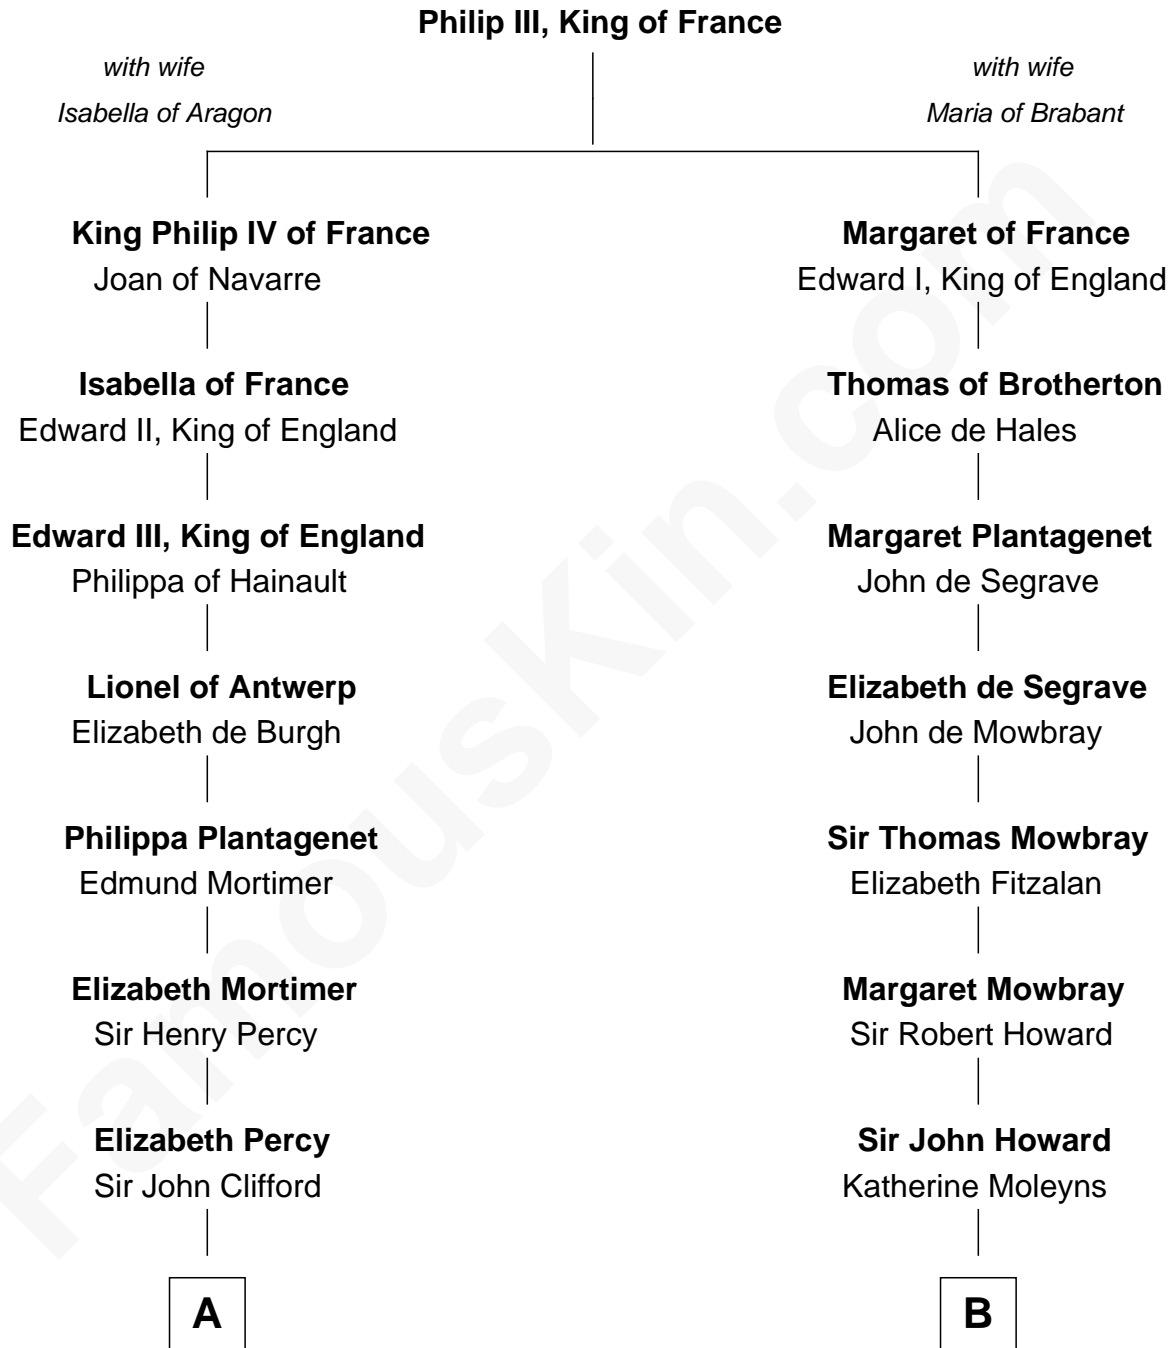 Philip III, King of France
with wife
Isabella of Aragon
with wife
Maria of Brabant
King Philip IV of France
Joan of Navarre
Margaret of France
Edward I, King of England
Isabella of France
Edward II, King of England
Thomas of Brotherton
Alice de Hales
Edward III, King of England
Philippa of Hainault
Margaret Plantagenet
John de Segrave
Lionel of Antwerp
Elizabeth de Burgh
Elizabeth de Segrave
John de Mowbray
Philippa Plantagenet
Edmund Mortimer
Sir Thomas Mowbray
Elizabeth Fitzalan
Elizabeth Mortimer
Sir Henry Percy
Margaret Mowbray
Sir Robert Howard
Elizabeth Percy
Sir John Clifford
Sir John Howard
Katherine Moleyns
A
B
FamousKin.com